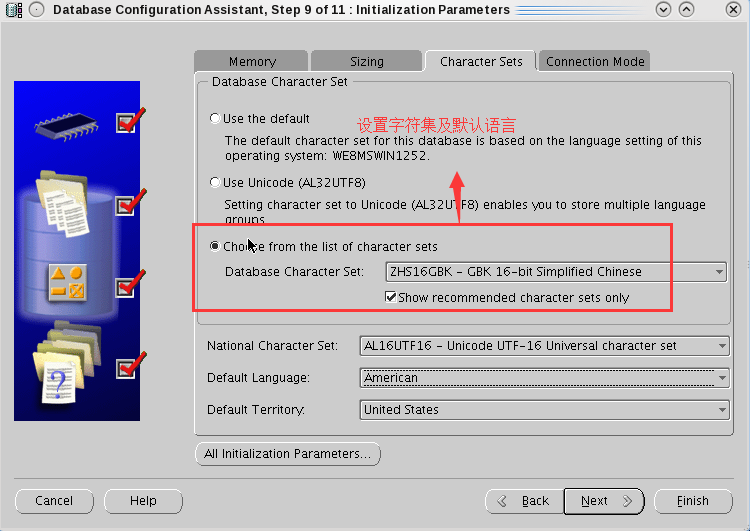 Database Configuration Assistant, Step 9 of 11 : Initialization Parameters
Memory
Sizing
Character Sets
Connection Mode
Database Character Set
Use the default
设置字符集及默认语言
The default character set for this database is based on the language setting of this
operating system: WE8MSWIN1252.
Use Unicode (AL32UTF8)
Setting character set to Unicode (AL32UTF8) enables you to store multiple language
groups
Choose from the list of character sets
Database Character Set:
ZHS16GBK - GBK 16-bit Simplified Chinese
Show recommended character sets only
National Character Set:
AL16UTF16 - Unicode UTF-16 Universal character set
Default Language:
American
Default Territory:
United States
All Initialization Parameters...
Cancel
Help
Back
Next
Finish